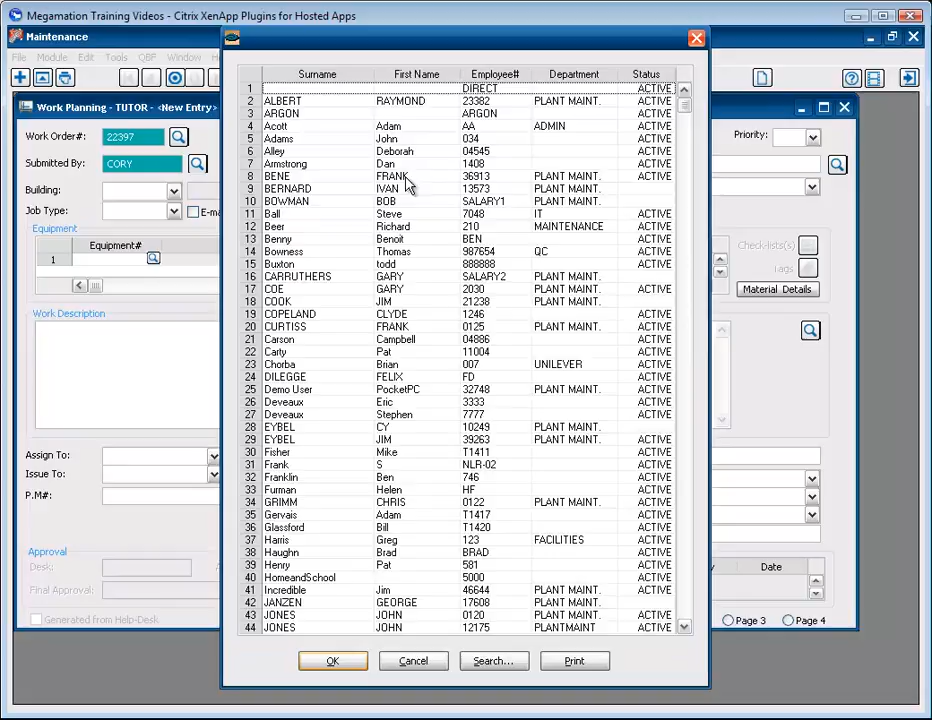 Megamation Training Videos - Citrix XenApp Plugins for Hosted Apps
Maintenance
File Module Edit Tools QBF Window
Work Planning - TUTOR - <New Entry>
Work Order#: 22397 Priority:
Submitted By: CORY
Building:
Job Type: E-ma
Equipment
Equipment#
1
Check-lists(s)
Tags
Material Details
Work Description
Assign To:
Issue To:
P.M#:
Approval
Desk:
Final Approval:
Date
Generated from Help-Desk
Page 3 Page 4
Surname First Name Employee# Department Status
1 DIRECT ACTIVE
2 ALBERT RAYMOND 23382 PLANT MAINT. ACTIVE
3 ARGON ARGON ACTIVE
4 Acott Adam AA ADMIN ACTIVE
5 Adams John 034 ACTIVE
6 Alley Deborah 04545 ACTIVE
7 Armstrong Dan 1408 ACTIVE
8 BENE FRANK 36913 PLANT MAINT. ACTIVE
9 BERNARD IVAN 13573 PLANT MAINT.
10 BOWMAN BOB SALARY1 PLANT MAINT.
11 Ball Steve 7048 IT ACTIVE
12 Beer Richard 210 MAINTENANCE ACTIVE
13 Benny Benoit BEN ACTIVE
14 Bowness Thomas 987654 QC ACTIVE
15 Buxton todd 888888 ACTIVE
16 CARRUTHERS GARY SALARY2 PLANT MAINT.
17 COE GARY 2030 PLANT MAINT. ACTIVE
18 COOK JIM 21238 PLANT MAINT.
19 COPELAND CLYDE 1246 ACTIVE
20 CURTISS FRANK 0125 PLANT MAINT. ACTIVE
21 Carson Campbell 04886 ACTIVE
22 Carty Pat 11004 ACTIVE
23 Chorba Brian 007 UNILEVER ACTIVE
24 DILEGGE FELIX FD ACTIVE
25 Demo User PocketPC 32748 PLANT MAINT. ACTIVE
26 Deveaux Eric 3333 ACTIVE
27 Deveaux Stephen 7777 ACTIVE
28 EYBEL CY 10249 PLANT MAINT.
29 EYBEL JIM 39263 PLANT MAINT. ACTIVE
30 Fisher Mike T1411 ACTIVE
31 Frank S NLR-02 ACTIVE
32 Franklin Ben 746 ACTIVE
33 Furman Helen HF ACTIVE
34 GRIMM CHRIS 0122 PLANT MAINT. ACTIVE
35 Gervais Adam T1417 ACTIVE
36 Glassford Bill T1420 ACTIVE
37 Harris Greg 123 FACILITIES ACTIVE
38 Haughn Brad BRAD ACTIVE
39 Henry Pat 581 ACTIVE
40 HomeandSchool 5000 ACTIVE
41 Incredible Jim 46644 PLANT MAINT. ACTIVE
42 JANZEN GEORGE 17608 PLANT MAINT.
43 JONES JOHN 0120 PLANT MAINT. ACTIVE
44 JONES JOHN 12175 PLANTMAINT ACTIVE
OK Cancel Search... Print